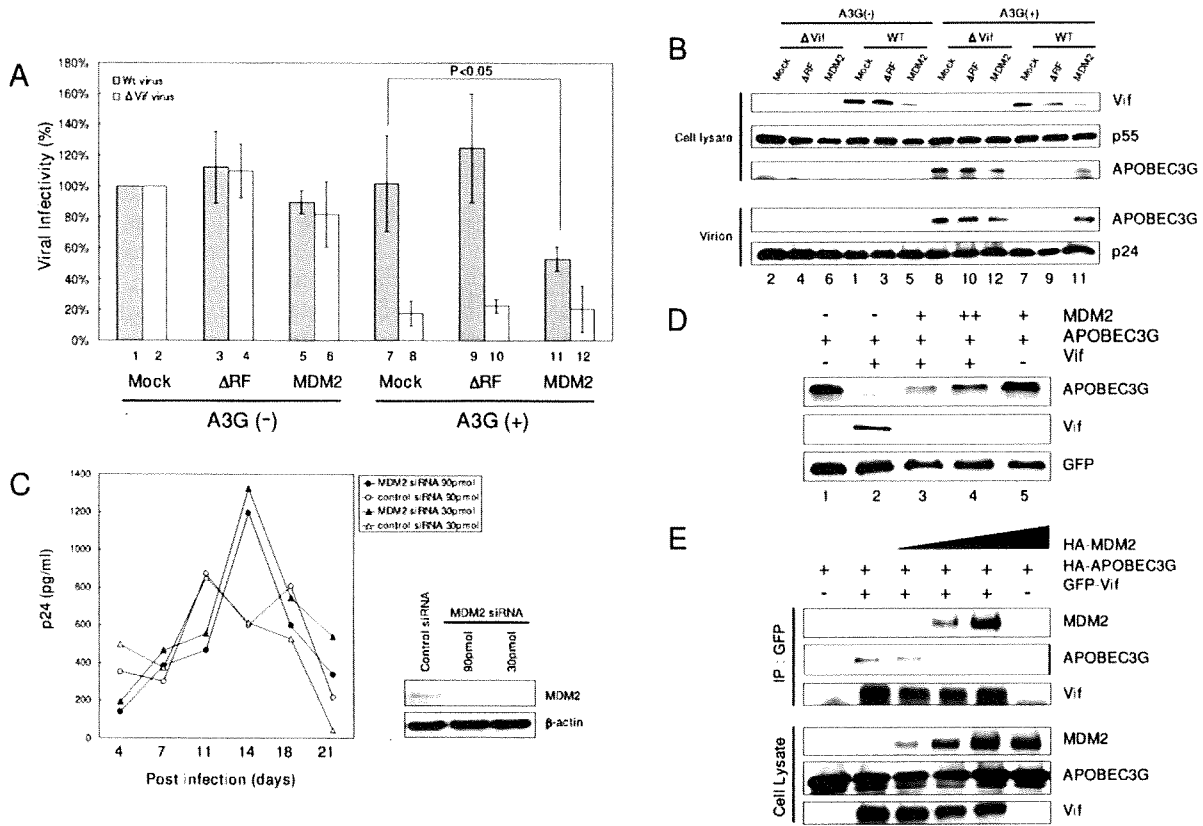 A
180%
160%
140%
120%
100%
80%
60%
40%
20%
0%
Viral Infectivity (%)
Wt virus
Δ Vif virus
P<0.05
1 2 3 4 5 6 7 8 9 10 11 12
Mock ΔRF MDM2 Mock ΔRF MDM2
A3G (-) A3G (+)
B
A3G(-) A3G(+)
Δ Vif WT Δ Vif WT
Mock ΔRF MDM2 Mock ΔRF MDM2 Mock ΔRF MDM2 Mock ΔRF MDM2
Cell lysate
Vif
p55
APOBEC3G
Virion
APOBEC3G
p24
2 4 6 1 3 5 8 10 12 7 9 11
C
1400
1200
1000
800
600
400
200
0
p24 (pg/ml)
4 7 11 14 18 21
Post infection (days)
MDM2 siRNA 90pmol
control siRNA 90pmol
MDM2 siRNA 30pmol
control siRNA 30pmol
Control siRNA
MDM2 siRNA
90pmol
30pmol
MDM2
β-actin
D
- - + ++ + MDM2
+ + + + + APOBEC3G
- + + + - Vif
APOBEC3G
Vif
GFP
1 2 3 4 5
E
HA-MDM2
+ + + + + + HA-APOBEC3G
- + + + + - GFP-Vif
IP : GFP
MDM2
APOBEC3G
Vif
Cell Lysate
MDM2
APOBEC3G
Vif